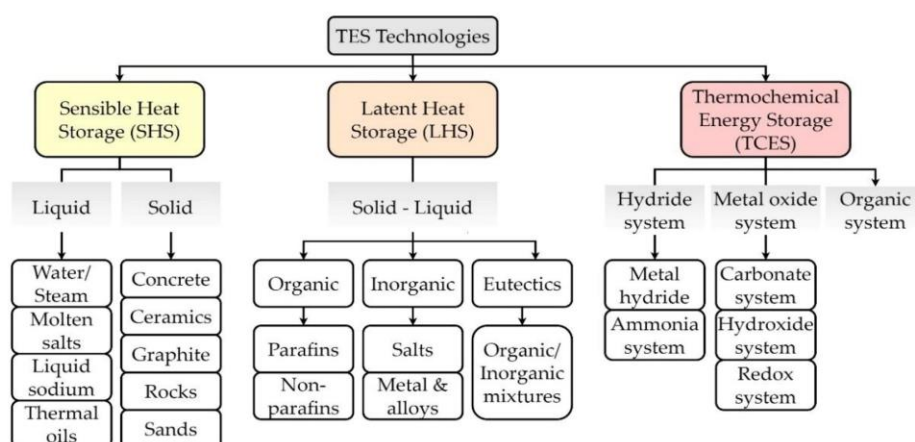 TES Technologies
Sensible Heat
Storage (SHS)
Latent Heat
Storage (LHS)
Thermochemical
Energy Storage
(TCES)
Liquid
Solid
Solid - Liquid
Hydride
system
Metal oxide
system
Organic
system
Water/
Steam
Molten
salts
Liquid
sodium
Thermal
oils
Concrete
Ceramics
Graphite
Rocks
Sands
Organic
Inorganic
Eutectics
Parafins
Non-
parafins
Salts
Metal &
alloys
Organic/
Inorganic
mixtures
Metal
hydride
Ammonia
system
Carbonate
system
Hydroxide
system
Redox
system